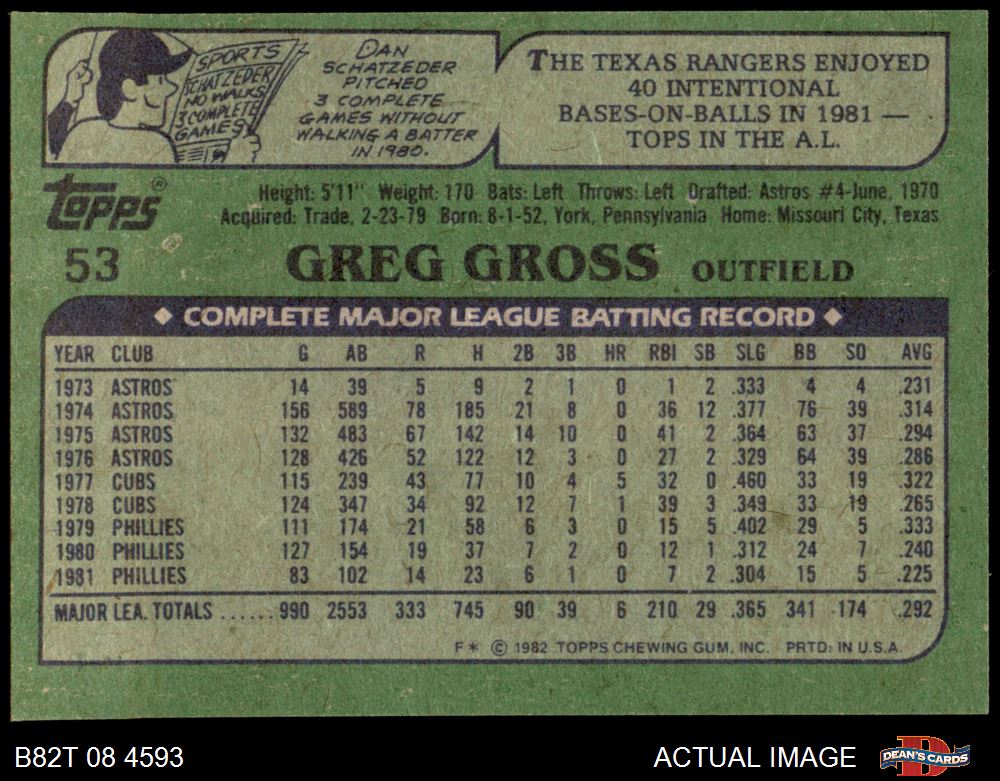 SPORTS
SCHATZEDER
NO WALKS
3 COMPLETE
GAMES!
DAN
SCHATZEDER
PITCHED
3 COMPLETE
GAMES WITHOUT
WALKING A BATTER
IN 1980.
THE TEXAS RANGERS ENJOYED
40 INTENTIONAL
BASES-ON-BALLS IN 1981 —
TOPS IN THE A.L.
TOPPS®
Height: 5'11" Weight: 170 Bats: Left Throws: Left Drafted: Astros #4-June, 1970
Acquired: Trade, 2-23-79 Born: 8-1-52, York, Pennsylvania Home: Missouri City, Texas
53 GREG GROSS OUTFIELD
◆ COMPLETE MAJOR LEAGUE BATTING RECORD ◆
YEAR CLUB G AB R H 2B 3B HR RBI SB SLG BB SO AVG
1973 ASTROS 14 39 5 9 2 1 0 1 2 .333 4 4 .231
1974 ASTROS 156 589 78 185 21 8 0 36 12 .377 76 39 .314
1975 ASTROS 132 483 67 142 14 10 0 41 2 .364 63 37 .294
1976 ASTROS 128 426 52 122 12 3 0 27 2 .329 64 39 .286
1977 CUBS 115 239 43 77 10 4 5 32 0 .460 33 19 .322
1978 CUBS 124 347 34 92 12 7 1 39 3 .349 33 19 .265
1979 PHILLIES 111 174 21 58 6 3 0 15 5 .402 29 5 .333
1980 PHILLIES 127 154 19 37 7 2 0 12 1 .312 24 7 .240
1981 PHILLIES 83 102 14 23 6 1 0 7 2 .304 15 5 .225
MAJOR LEA. TOTALS ...... 990 2553 333 745 90 39 6 210 29 .365 341 174 .292
F* © 1982 TOPPS CHEWING GUM, INC. PRTD. IN U.S.A.
B82T 08 4593
ACTUAL IMAGE
D
DEAN'S CARDS